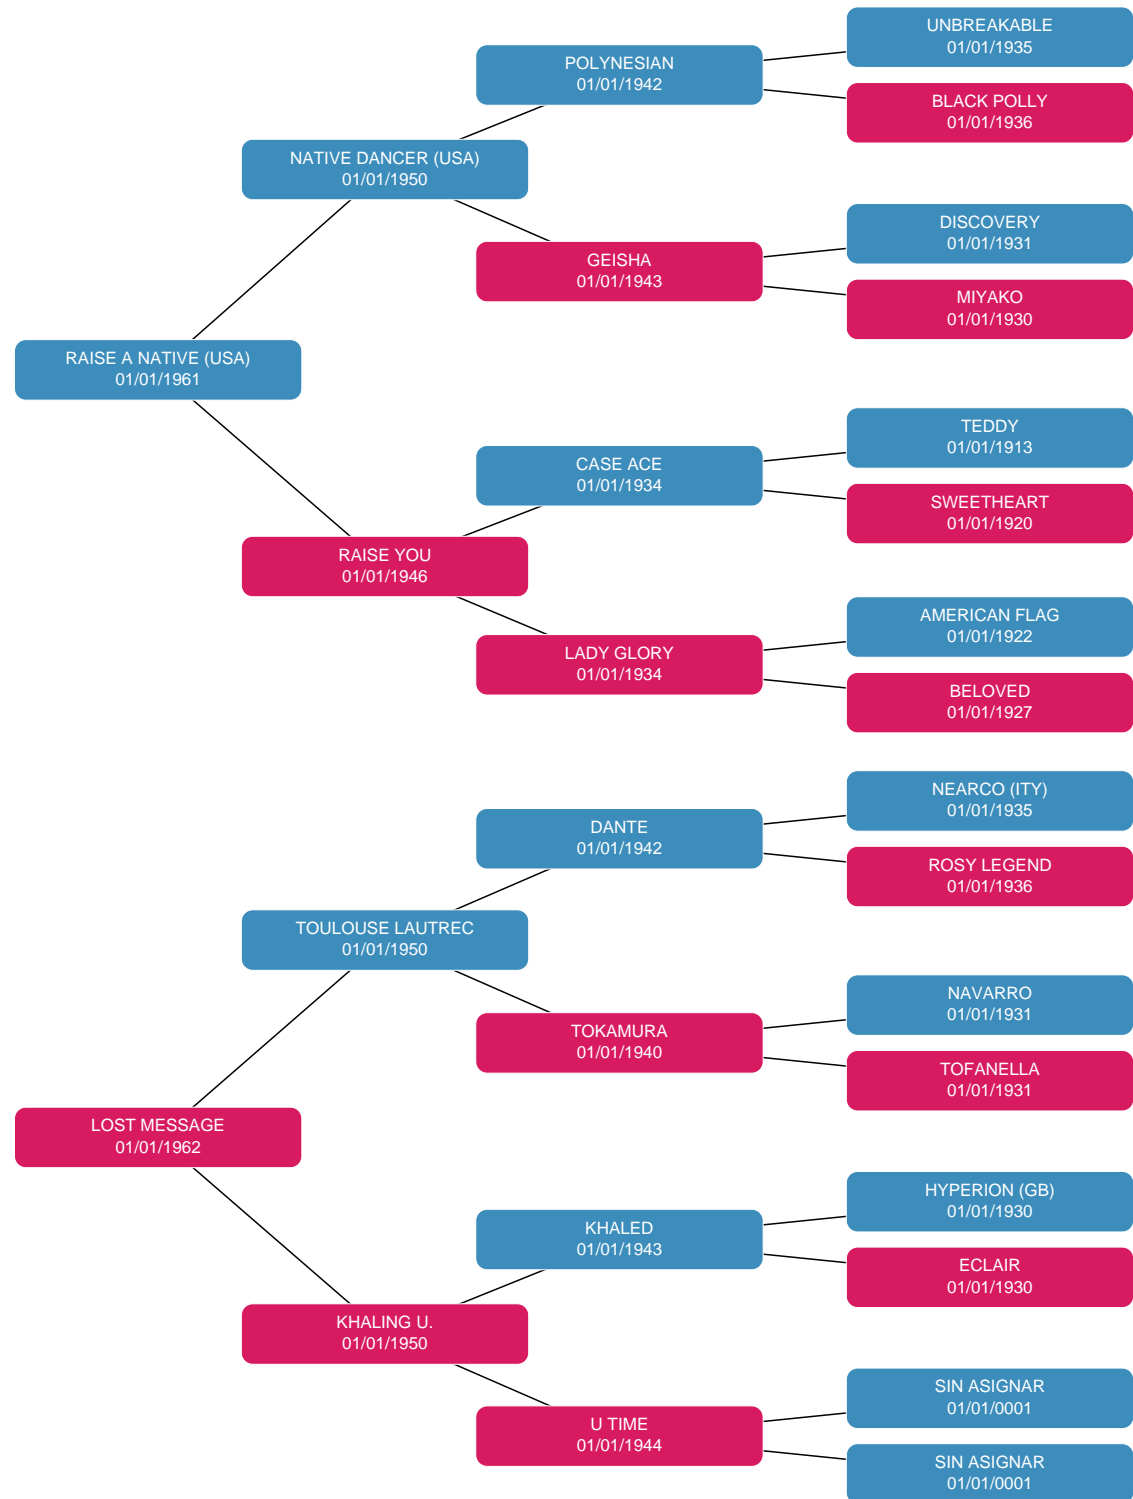 UNBREAKABLE
01/01/1935
POLYNESIAN
01/01/1942
BLACK POLLY
01/01/1936
NATIVE DANCER (USA)
01/01/1950
DISCOVERY
01/01/1931
GEISHA
01/01/1943
MIYAKO
01/01/1930
RAISE A NATIVE (USA)
01/01/1961
TEDDY
01/01/1913
CASE ACE
01/01/1934
SWEETHEART
01/01/1920
RAISE YOU
01/01/1946
AMERICAN FLAG
01/01/1922
LADY GLORY
01/01/1934
BELOVED
01/01/1927
NEARCO (ITY)
01/01/1935
DANTE
01/01/1942
ROSY LEGEND
01/01/1936
TOULOUSE LAUTREC
01/01/1950
NAVARRO
01/01/1931
TOKAMURA
01/01/1940
TOFANELLA
01/01/1931
LOST MESSAGE
01/01/1962
HYPERION (GB)
01/01/1930
KHALED
01/01/1943
ECLAIR
01/01/1930
KHALING U.
01/01/1950
SIN ASIGNAR
01/01/0001
U TIME
01/01/1944
SIN ASIGNAR
01/01/0001